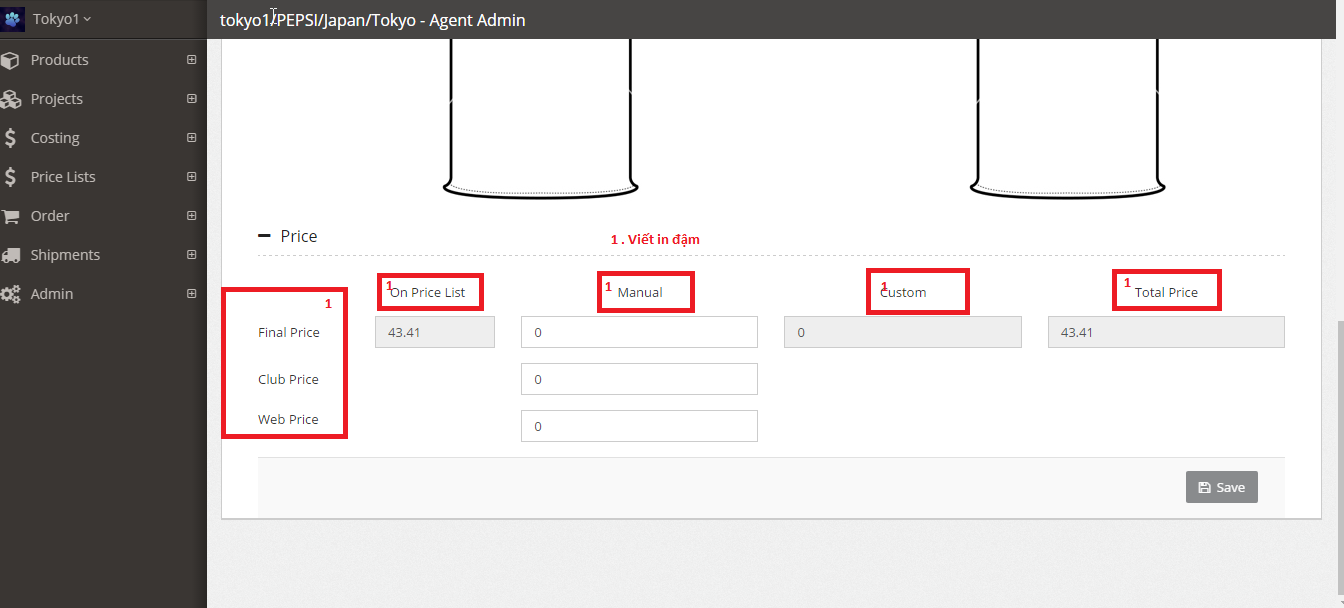 Tokyo1
tokyo1/PEPSI/Japan/Tokyo - Agent Admin
Products
Projects
Costing
Price Lists
Order
Shipments
Admin
Price
1 . Viết in đậm
1 On Price List
1 Manual
1 Custom
1 Total Price
1
Final Price 43.41 0 0 43.41
Club Price 0
Web Price 0
Save